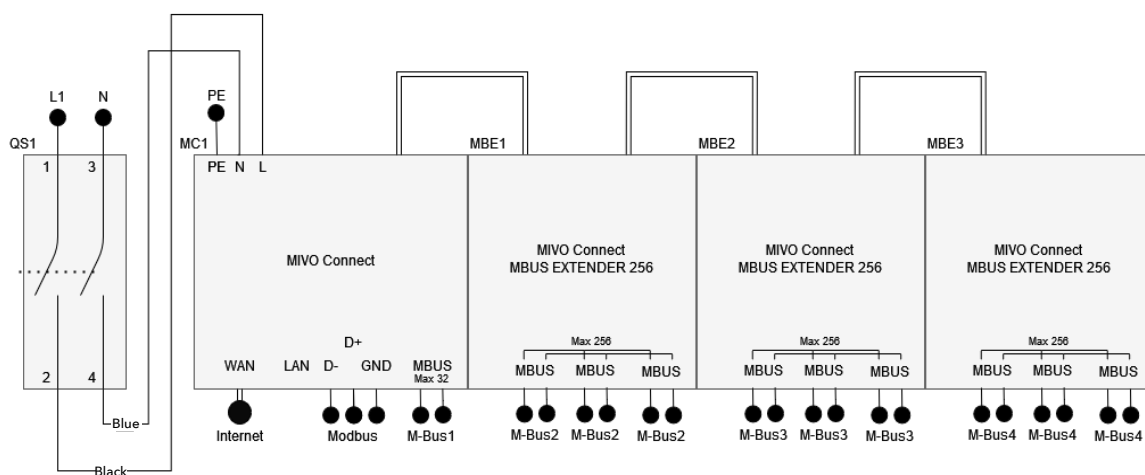 L1 N PE
QS1 MC1 MBE1 MBE2 MBE3
1 3 PE N L
MIVO Connect
MIVO Connect
MBUS EXTENDER 256
MIVO Connect
MBUS EXTENDER 256
MIVO Connect
MBUS EXTENDER 256
D+
Max 256 Max 256 Max 256
2 4 WAN LAN D- GND MBUS
Max 32
MBUS MBUS MBUS MBUS MBUS MBUS MBUS MBUS MBUS
Blue
Internet Modbus M-Bus1 M-Bus2 M-Bus2 M-Bus2 M-Bus3 M-Bus3 M-Bus3 M-Bus4 M-Bus4 M-Bus4
Black